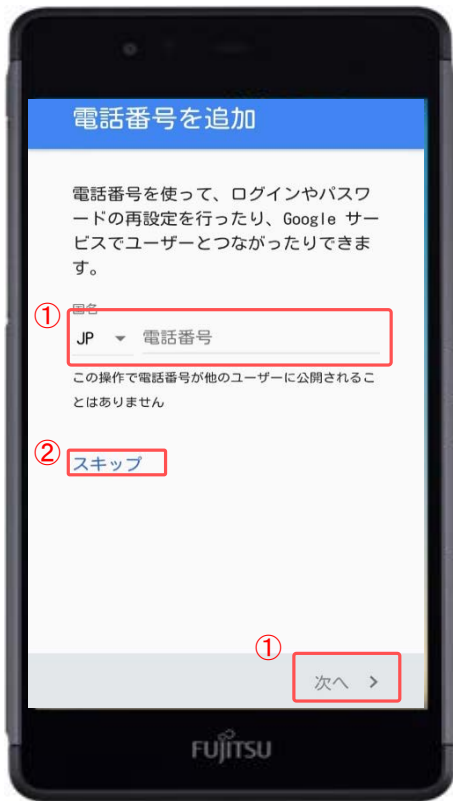 電話番号を追加
電話番号を使って、ログインやパスワ
ードの再設定を行ったり、Google サー
ビスでユーザーとつながったりできま
す。
① 国名
JP 電話番号
この操作で電話番号が他のユーザーに公開されるこ
とはありません
② スキップ
①
次へ >
FUJITSU